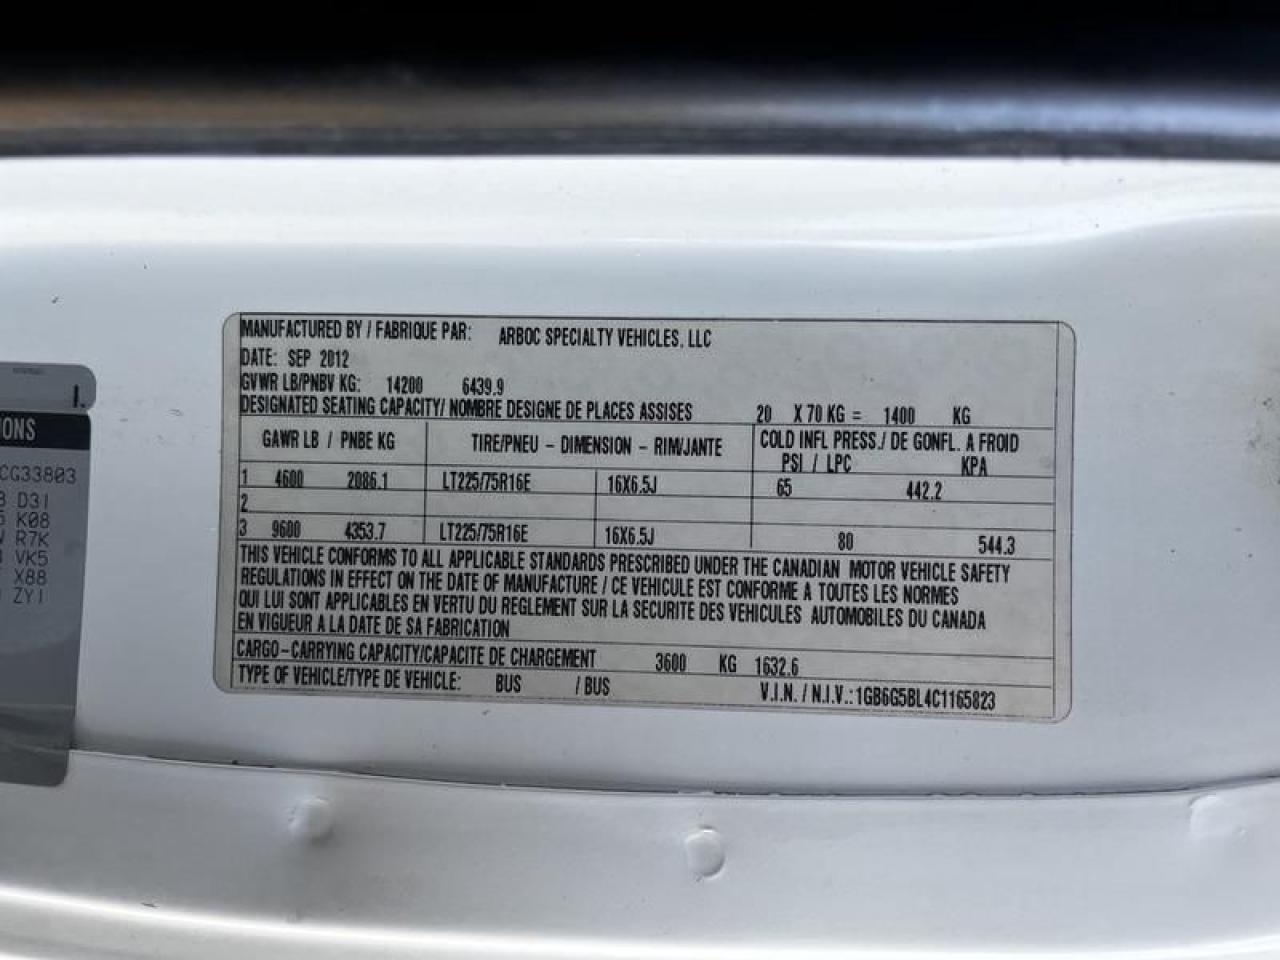 MANUFACTURED BY / FABRIQUE PAR: ARBOC SPECIALTY VEHICLES, LLC
DATE: SEP 2012
GVWR LB/PNBV KG: 14200 6439.9
DESIGNATED SEATING CAPACITY/ NOMBRE DESIGNE DE PLACES ASSISES 20 X 70 KG = 1400 KG
GAWR LB / PNBE KG TIRE/PNEU - DIMENSION - RIM/JANTE COLD INFL PRESS./ DE GONFL. A FROID
PSI / LPC KPA
1 4600 2086.1 LT225/75R16E 16X6.5J 65 442.2
2
3 9600 4353.7 LT225/75R16E 16X6.5J 80 544.3
THIS VEHICLE CONFORMS TO ALL APPLICABLE STANDARDS PRESCRIBED UNDER THE CANADIAN MOTOR VEHICLE SAFETY
REGULATIONS IN EFFECT ON THE DATE OF MANUFACTURE / CE VEHICULE EST CONFORME A TOUTES LES NORMES
QUI LUI SONT APPLICABLES EN VERTU DU REGLEMENT SUR LA SECURITE DES VEHICULES AUTOMOBILES DU CANADA
EN VIGUEUR A LA DATE DE SA FABRICATION
CARGO-CARRYING CAPACITY/CAPACITE DE CHARGEMENT 3600 KG 1632.6
TYPE OF VEHICLE/TYPE DE VEHICLE: BUS / BUS V.I.N. / N.I.V.: 1GB6G5BL4C1165823
IONS
CG33803
D3I
K08
R7K
VK5
X88
ZY1